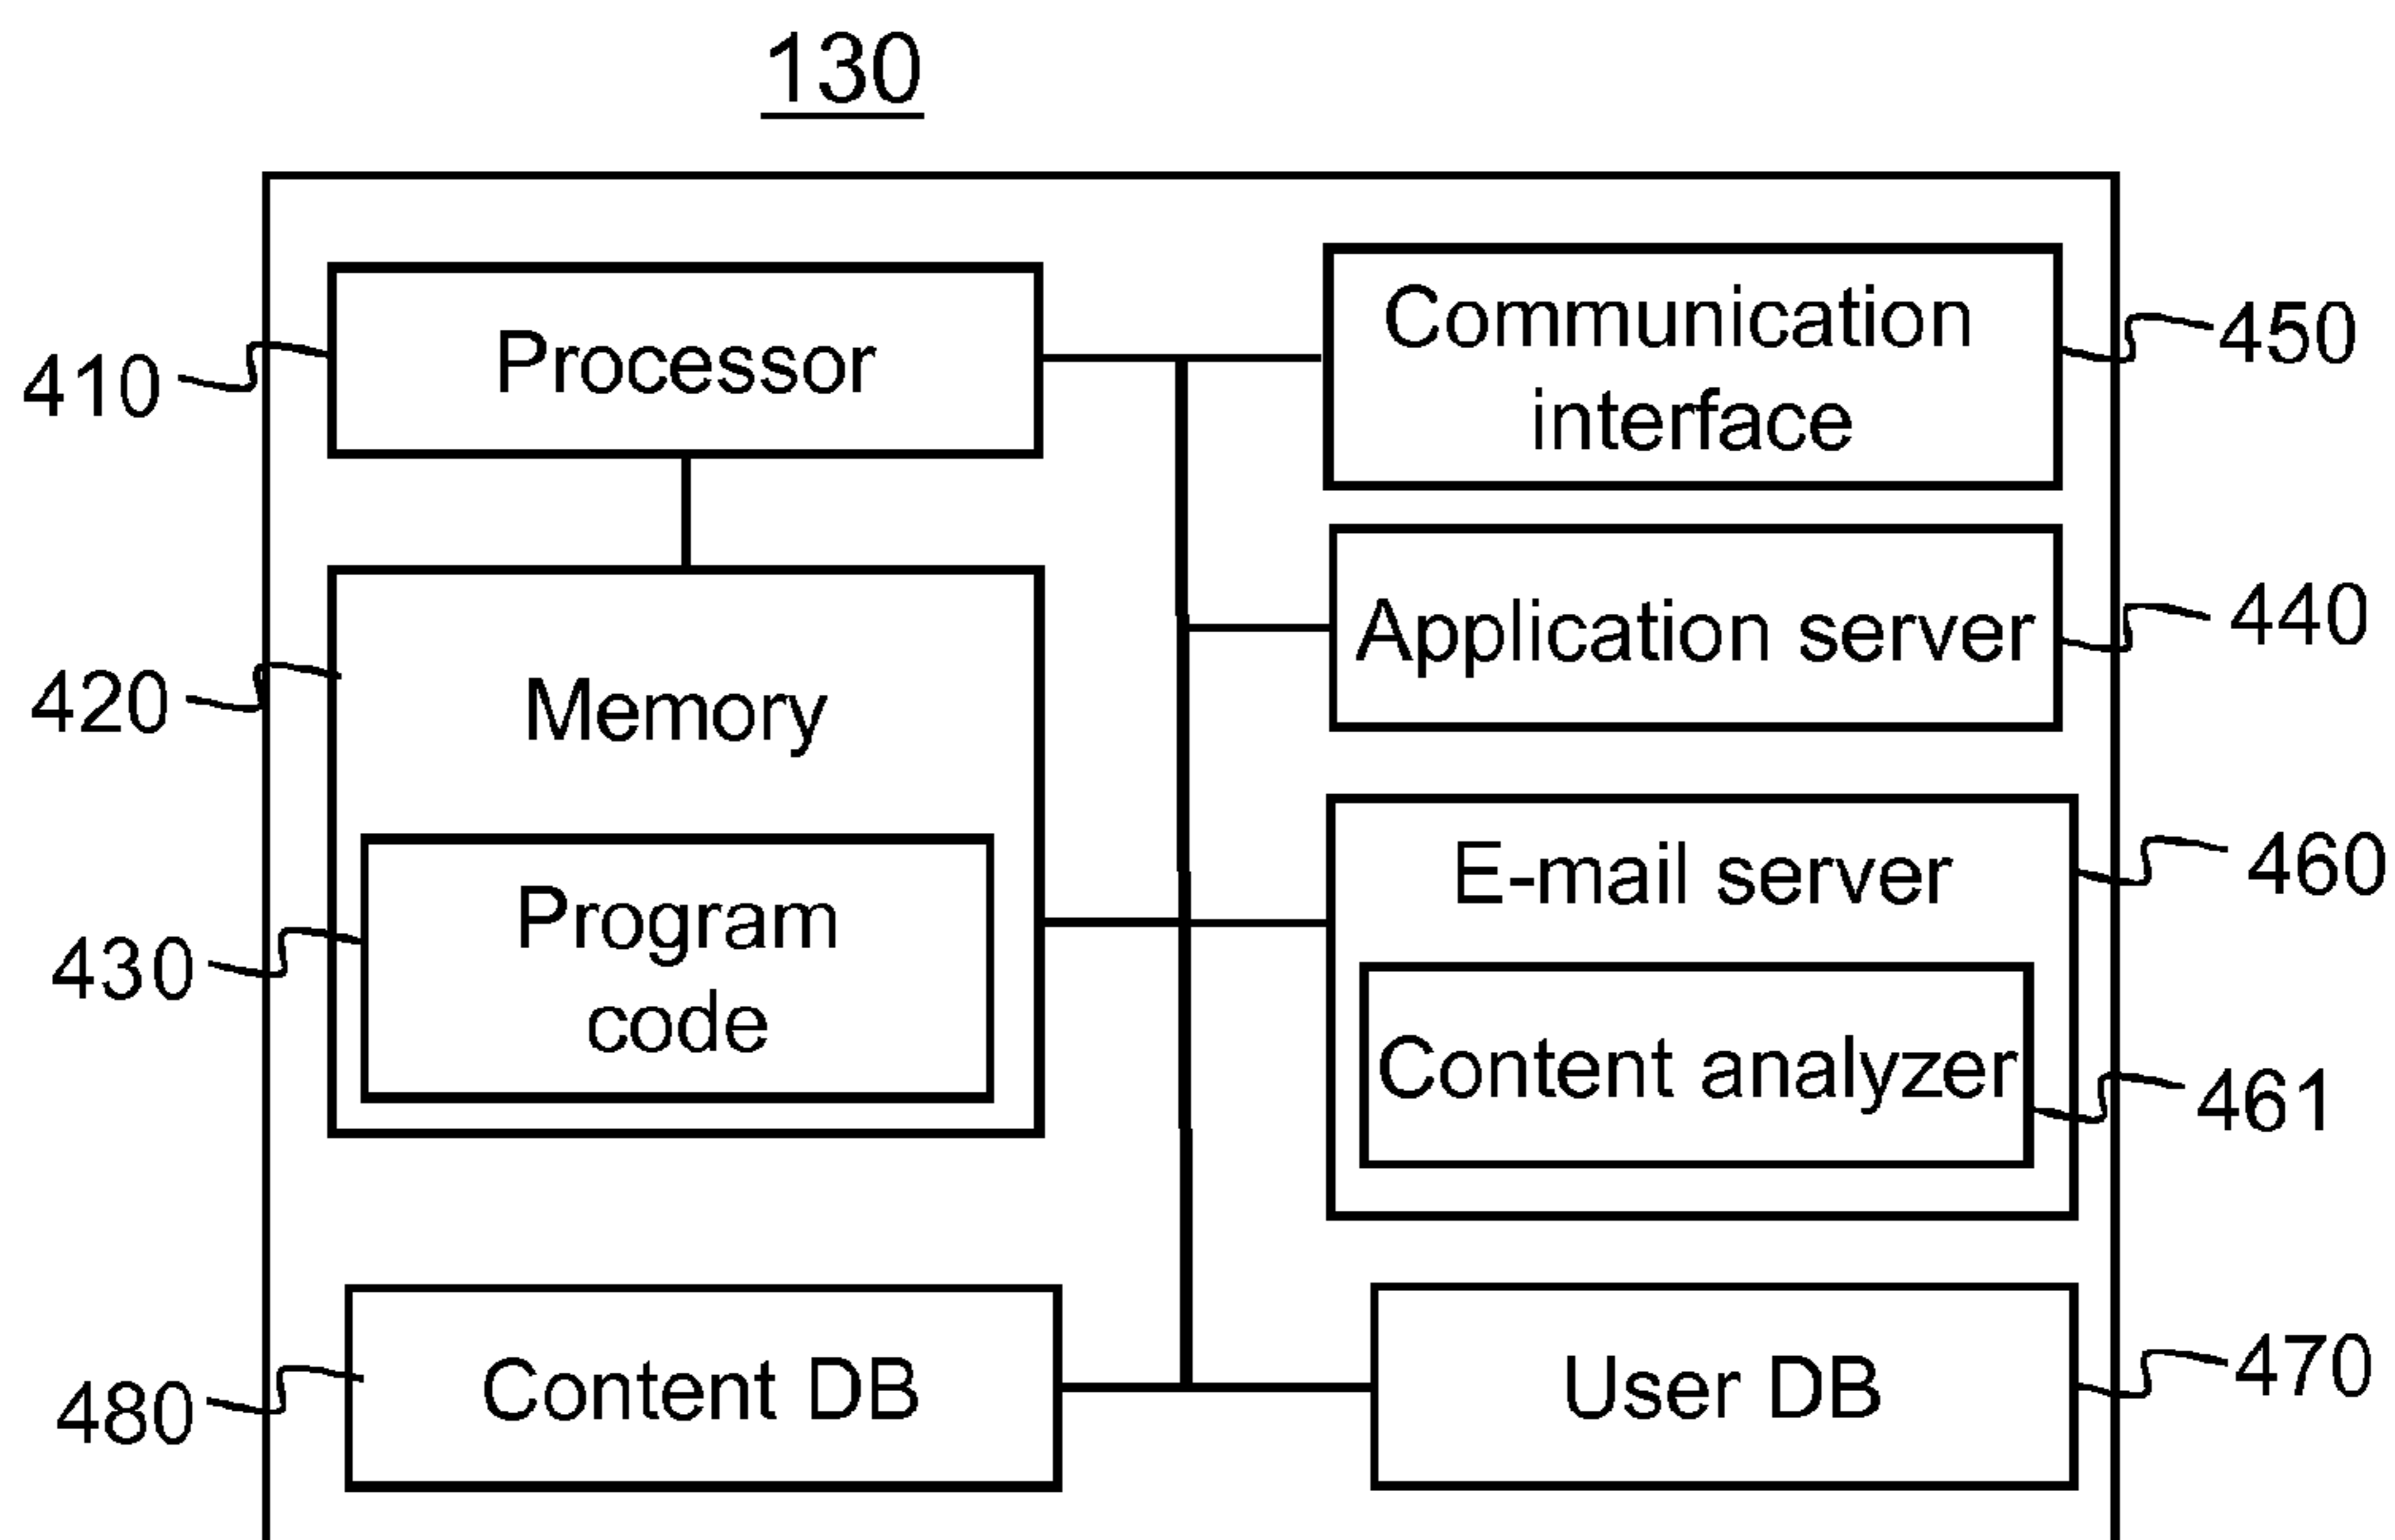 130
410
Processor
Communication
interface
450
Application server
440
420
Memory
E-mail server
460
430
Program
code
Content analyzer
461
480
Content DB
User DB
470